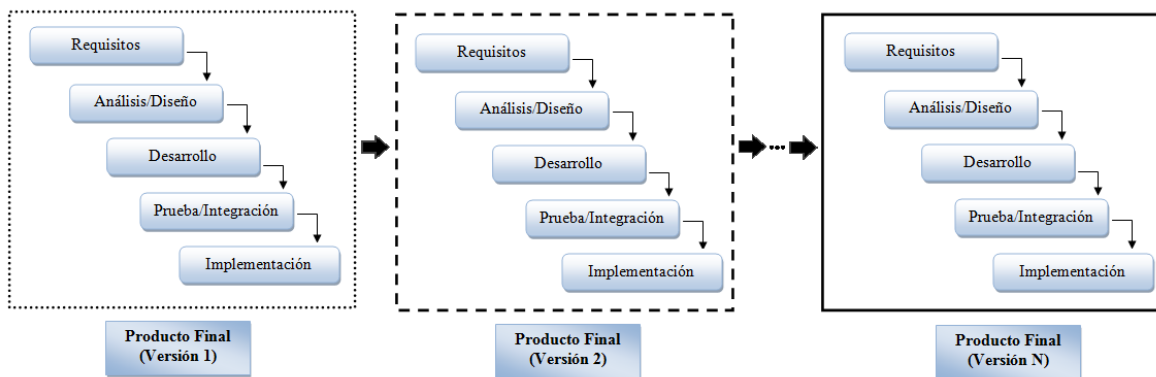 Requisitos
Análisis/Diseño
Desarrollo
Prueba/Integración
Implementación
Producto Final
(Versión 1)
Requisitos
Análisis/Diseño
Desarrollo
Prueba/Integración
Implementación
Producto Final
(Versión 2)
Requisitos
Análisis/Diseño
Desarrollo
Prueba/Integración
Implementación
Producto Final
(Versión N)